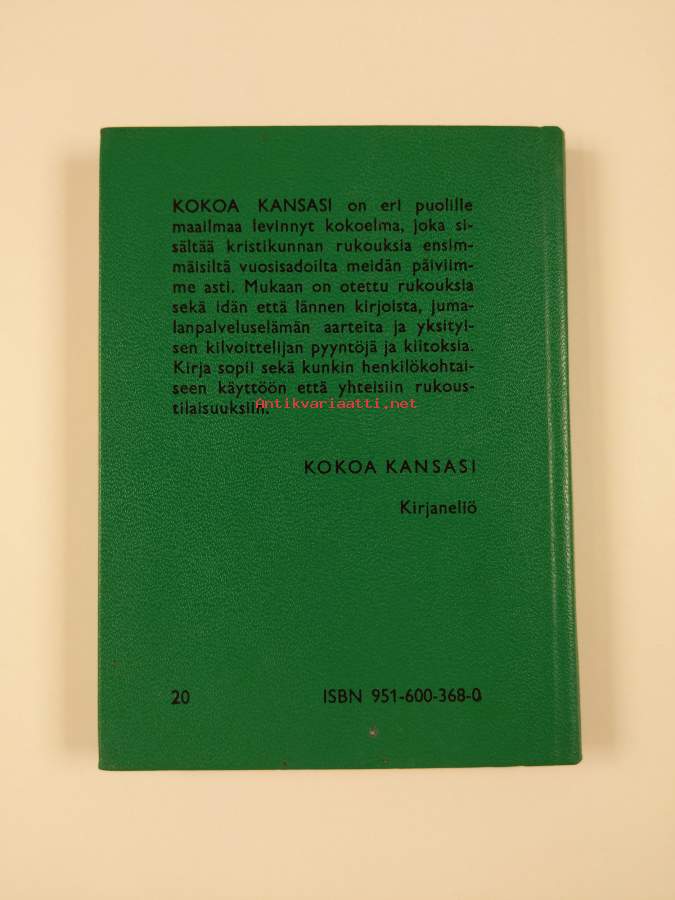 KOKOA KANSASI on eri puolille
maailmaa levinnyt kokoelma, joka si-
sältää kristikunnan rukouksia ensim-
mäisiltä vuosisadoilta meidän päiviim-
me asti. Mukaan on otettu rukouksia
sekä idän että lännen kirjoista, juma-
lanpalveluselämän aarteita ja yksityi-
sen kilvoittelijan pyyntöjä ja kiitoksia.
Kirja sopii sekä kunkin henkilökohtai-
seen käyttöön että yhteisiin rukous-
tilaisuuksiin.
Antikvariaatti.net
KOKOA KANSASI
Kirjaneliö
20 ISBN 951-600-368-0